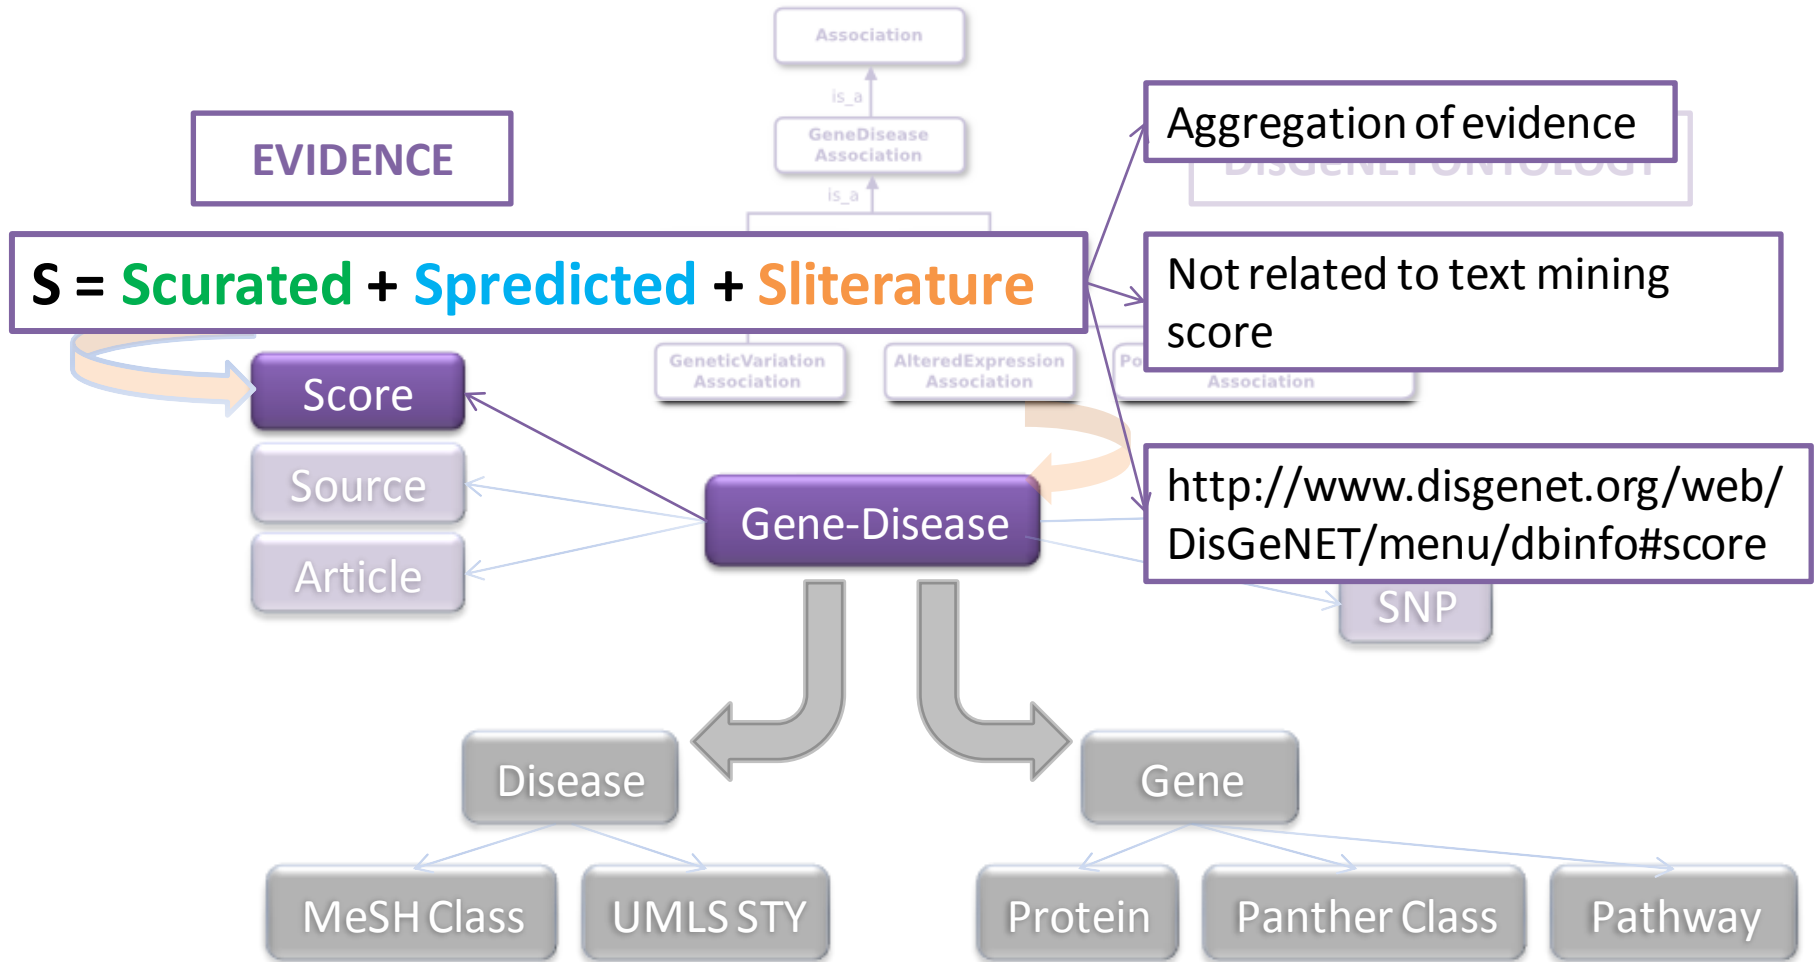 Association
is_a
GeneDisease
Association
is_a
EVIDENCE
Aggregation of evidence
DisGeNET ONTOLOGY
S = Scurated + Spredicted + Sliterature
Not related to text mining
score
GeneticVariation
Association
AlteredExpression
Association
Association
Score
Source
Article
Gene-Disease
http://www.disgenet.org/web/
DisGeNET/menu/dbinfo#score
SNP
Disease
Gene
MeSH Class
UMLS STY
Protein
Panther Class
Pathway